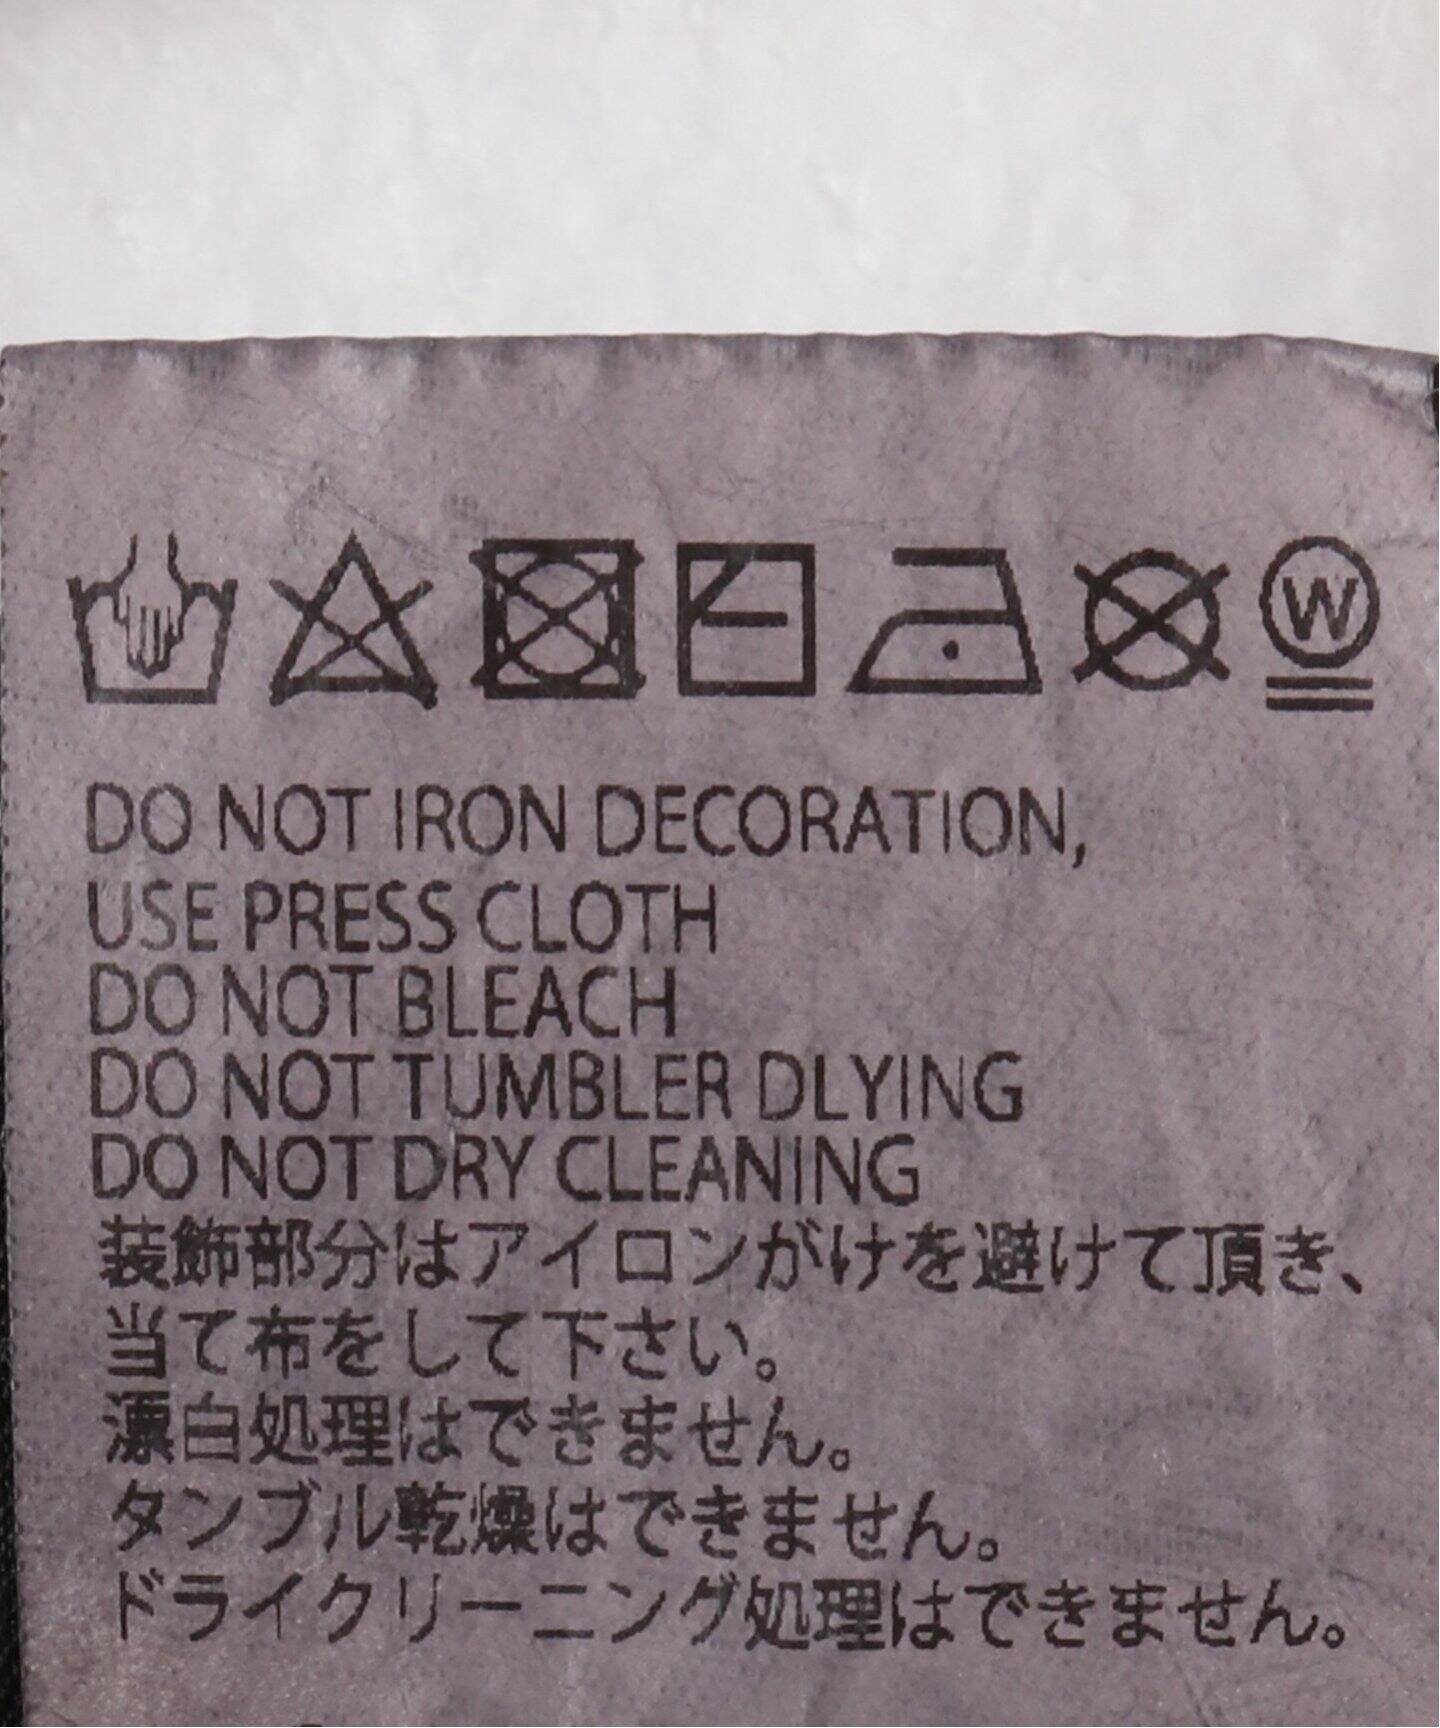 W
DO NOT IRON DECORATION,
USE PRESS CLOTH
DO NOT BLEACH
DO NOT TUMBLER DLYING
DO NOT DRY CLEANING
装飾部分はアイロンがけを避けて頂き、
当て布をして下さい。
漂白処理はできません。
タンブル乾燥はできません。
ドライクリーニング処理はできません。